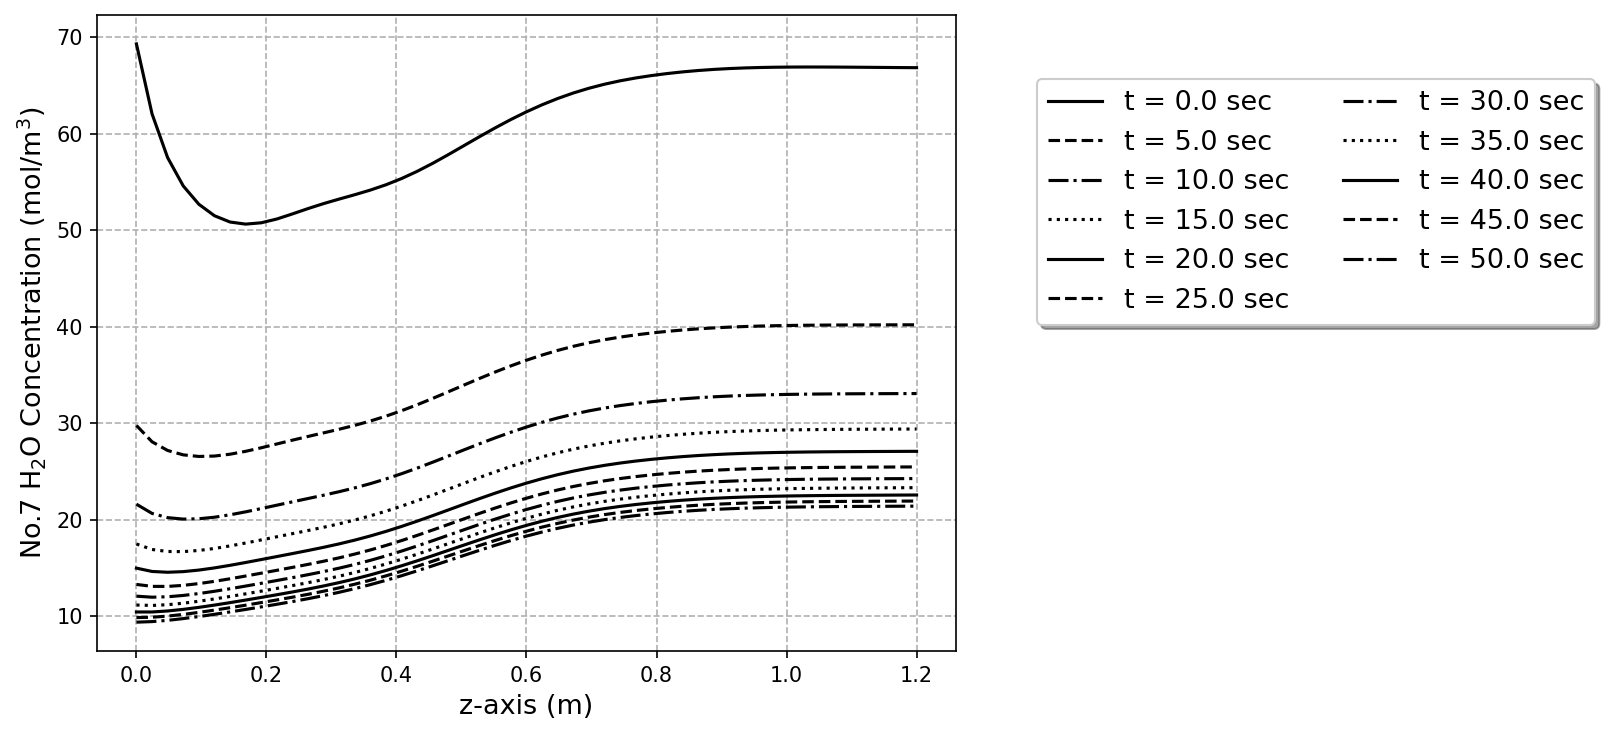 70
60
50
40
30
20
10
No.7 H₂O Concentration (mol/m³)
0.0 0.2 0.4 0.6 0.8 1.0 1.2
z-axis (m)
t = 0.0 sec
t = 5.0 sec
t = 10.0 sec
t = 15.0 sec
t = 20.0 sec
t = 25.0 sec
t = 30.0 sec
t = 35.0 sec
t = 40.0 sec
t = 45.0 sec
t = 50.0 sec